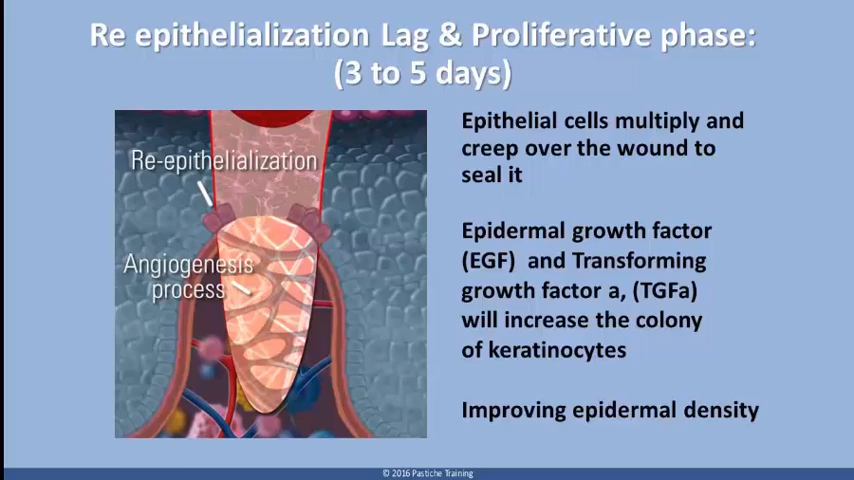 Re epithelialization Lag & Proliferative phase:
(3 to 5 days)
Re-epithelialization
Angiogenesis
process
Epithelial cells multiply and
creep over the wound to
seal it
Epidermal growth factor
(EGF) and Transforming
growth factor a, (TGFa)
will increase the colony
of keratinocytes
Improving epidermal density
© 2016 Pastiche Training